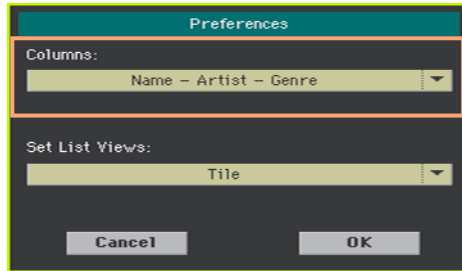 Preferences
Columns:
Name - Artist - Genre
Set List Views:
Tile
Cancel
OK